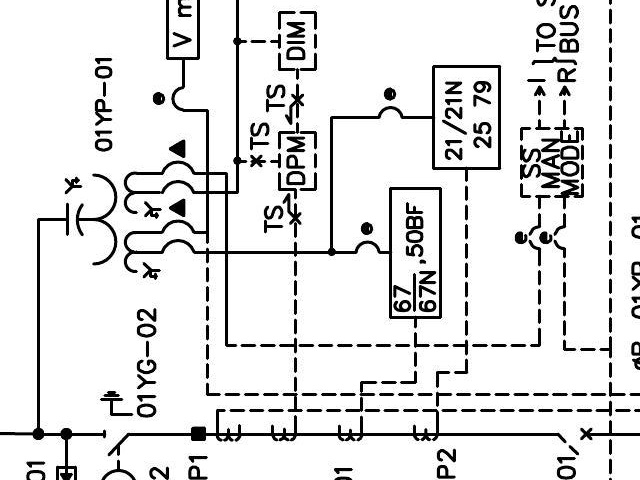 V m
DIM
TO S
I
R
BUS
01YP-01
TS
TS
DPM
21/21N
25 79
SS
MAN
MODE
Y
Y
TS
67
67N
,50BF
Y
01YG-02
01YP-01
01
2
P1
01
P2
01